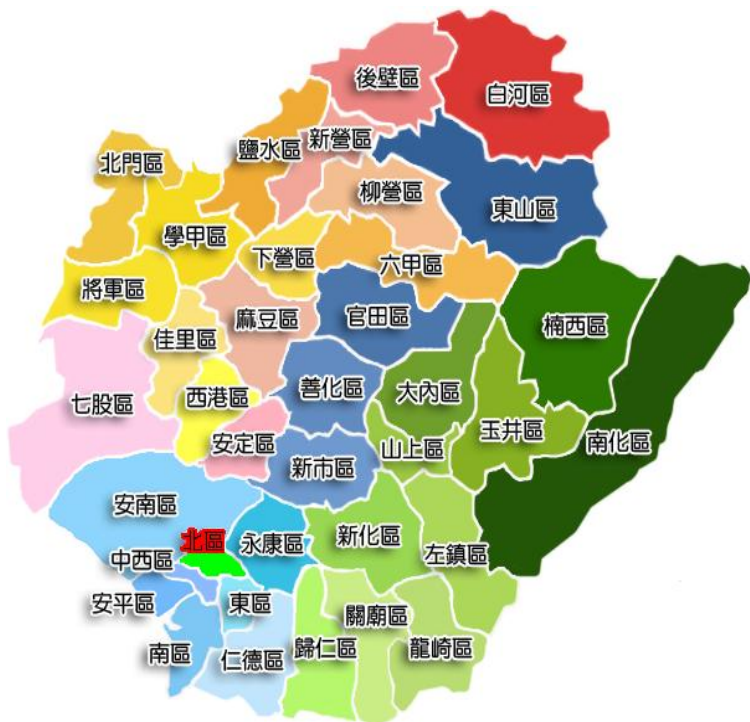 後壁區
白河區
新營區
鹽水區
北門區
柳營區
東山區
學甲區
下營區
六甲區
將軍區
麻豆區
官田區
楠西區
佳里區
善化區
大內區
西港區
七股區
玉井區
安定區
山上區
南化區
新市區
安南區
北區
永康區
新化區
左鎮區
中西區
安平區
東區
關廟區
南區
仁德區
歸仁區
龍崎區